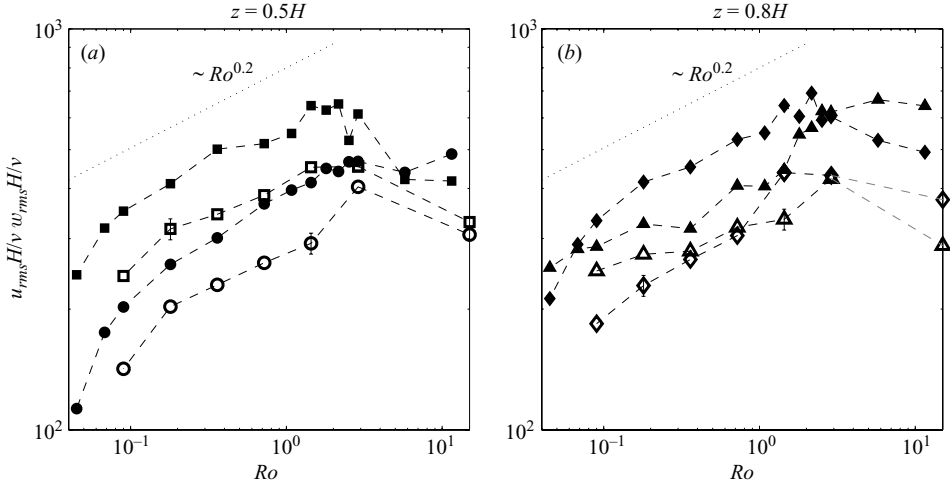 z = 0.5H
z = 0.8H
10³
(a)
~ Ro^0.2
u_rms H/ν w_rms H/ν
10²
10⁻¹
10⁰
10¹
Ro
10³
(b)
~ Ro^0.2
10²
10⁻¹
10⁰
10¹
Ro